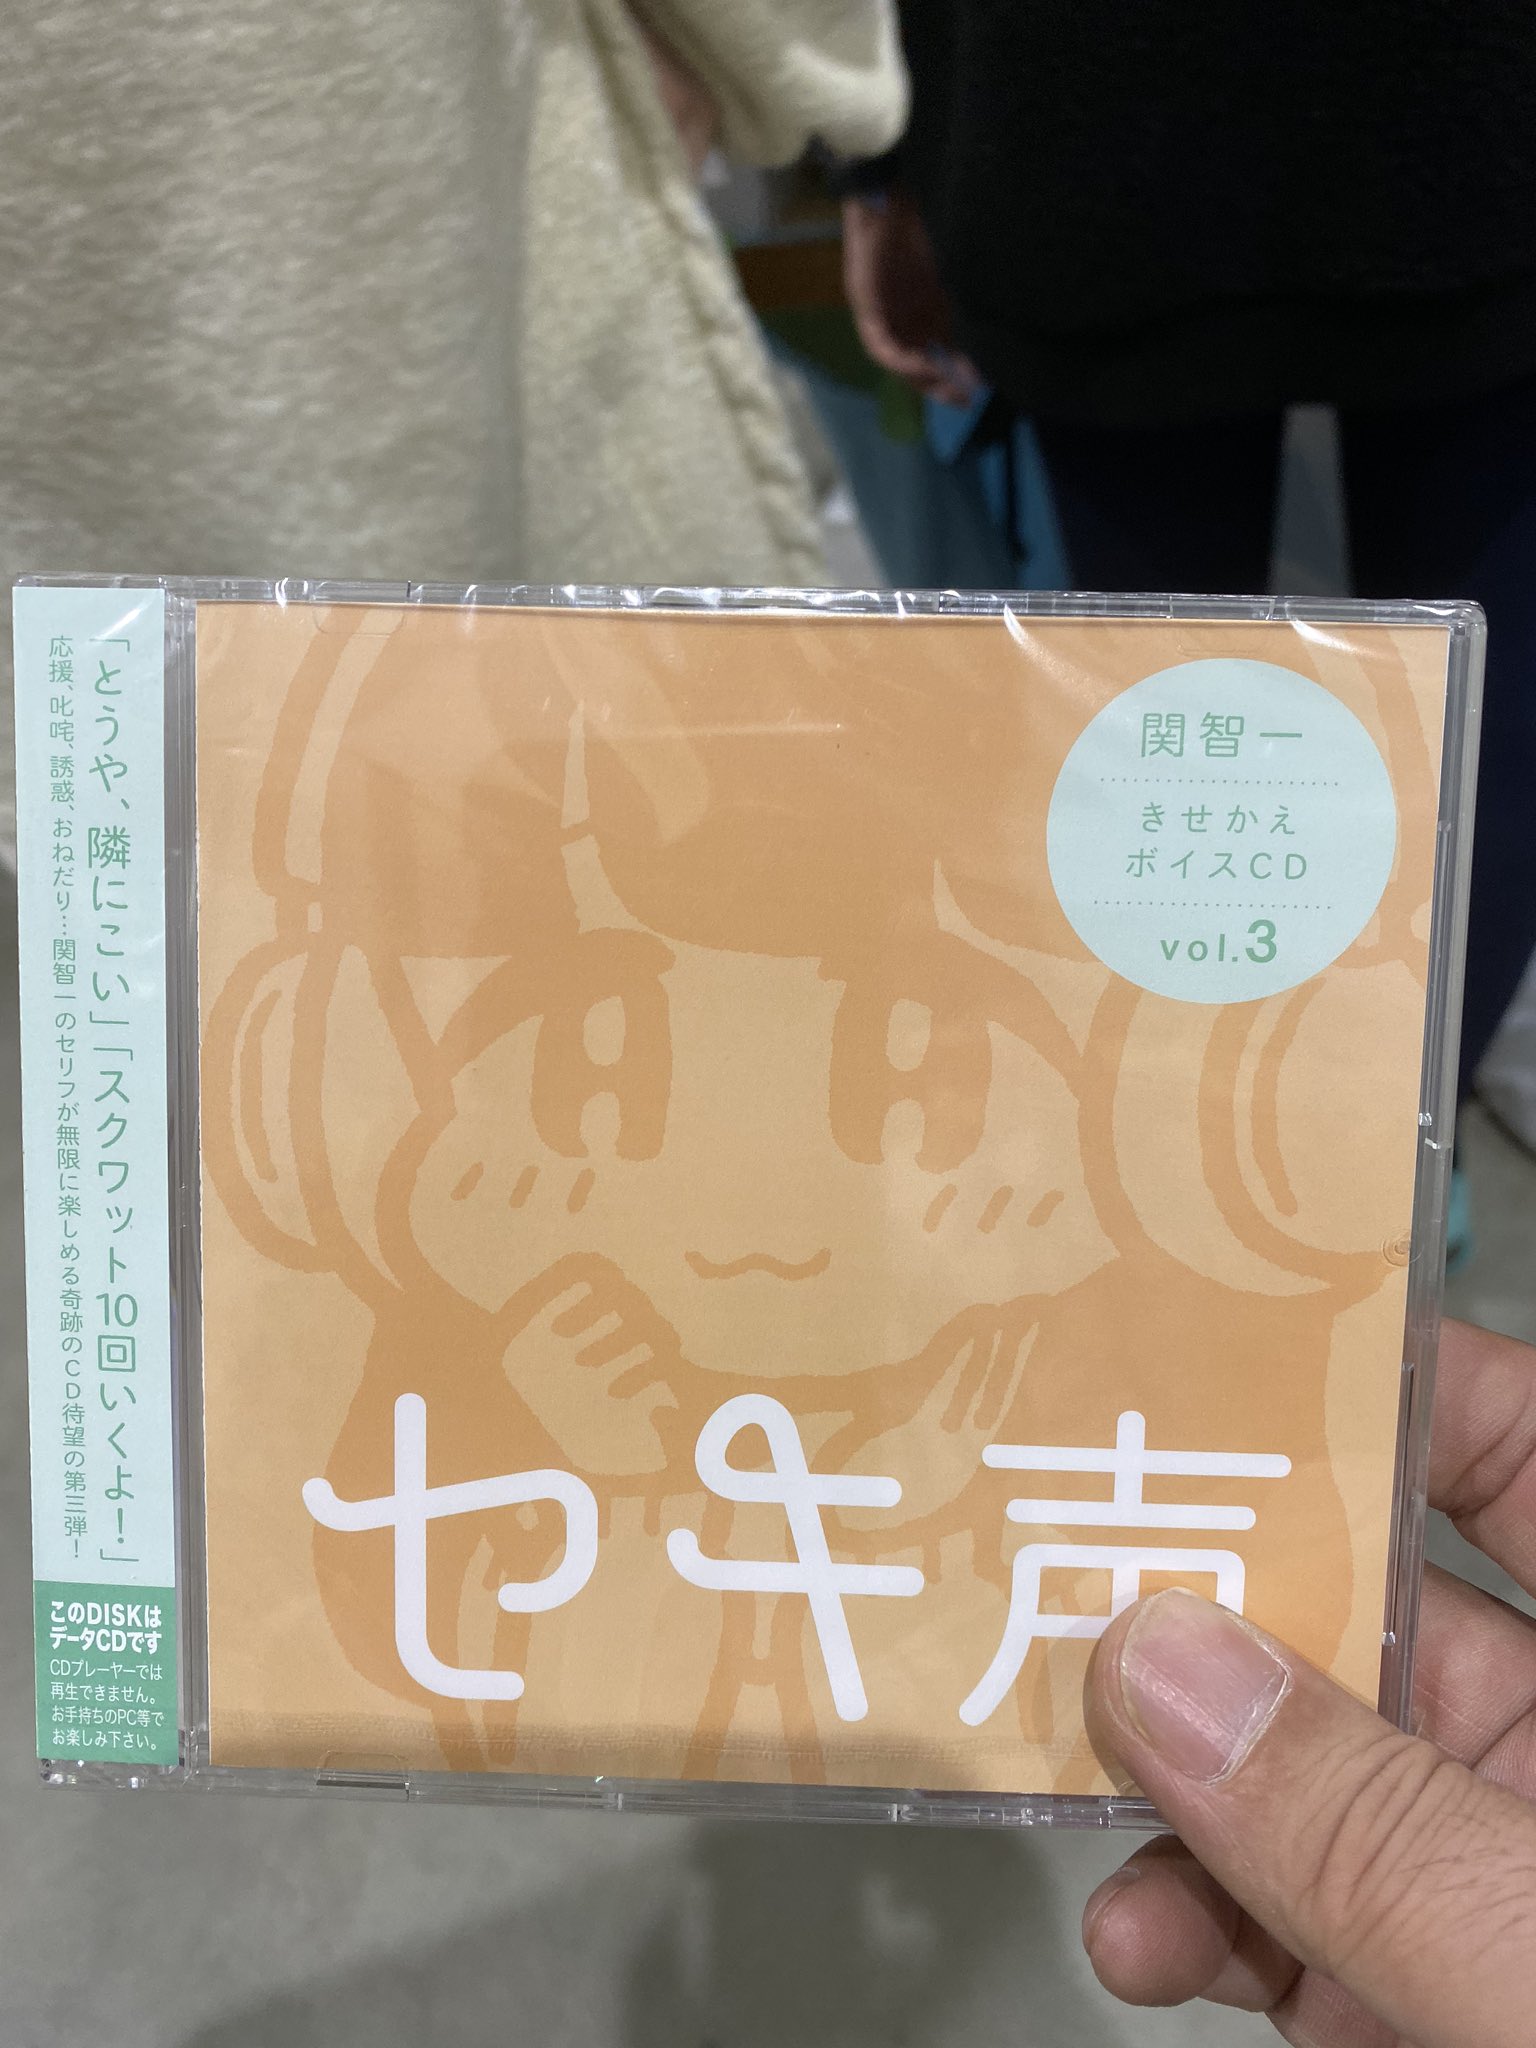 「とうや、隣にこい」「スクワット10回いくよ！」
応援、叱咤、誘惑、おねだり…関智一のセリフが無限に楽しめる奇跡のCD待望の第三弾！
このDISKは
データCDです
CDプレーヤーでは
再生できません。
お手持ちのPC等で
お楽しみ下さい。
関智一
きせかえ
ボイスCD
vol.3
セキ声